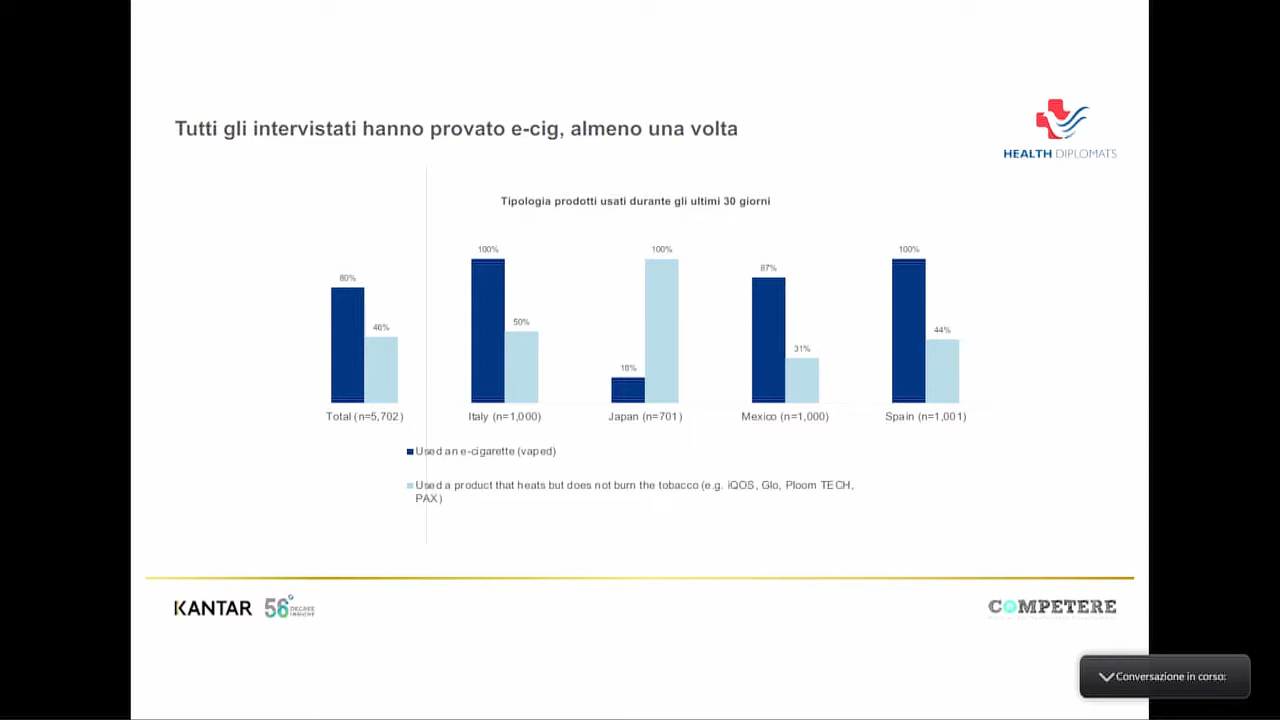 Tutti gli intervistati hanno provato e-cig, almeno una volta
HEALTH DIPLOMATS
Tipologia prodotti usati durante gli ultimi 30 giorni
80% 46% 100% 50% 18% 100% 87% 31% 100% 44%
Total (n=5,702) Italy (n=1,000) Japan (n=701) Mexico (n=1,000) Spain (n=1,001)
Used an e-cigarette (vaped)
Used a product that heats but does not burn the tobacco (e.g. iQOS, Glo, Ploom TECH,
PAX)
KANTAR 56° DEGREE INSIGHT COMPETERE
Conversazione in corso: